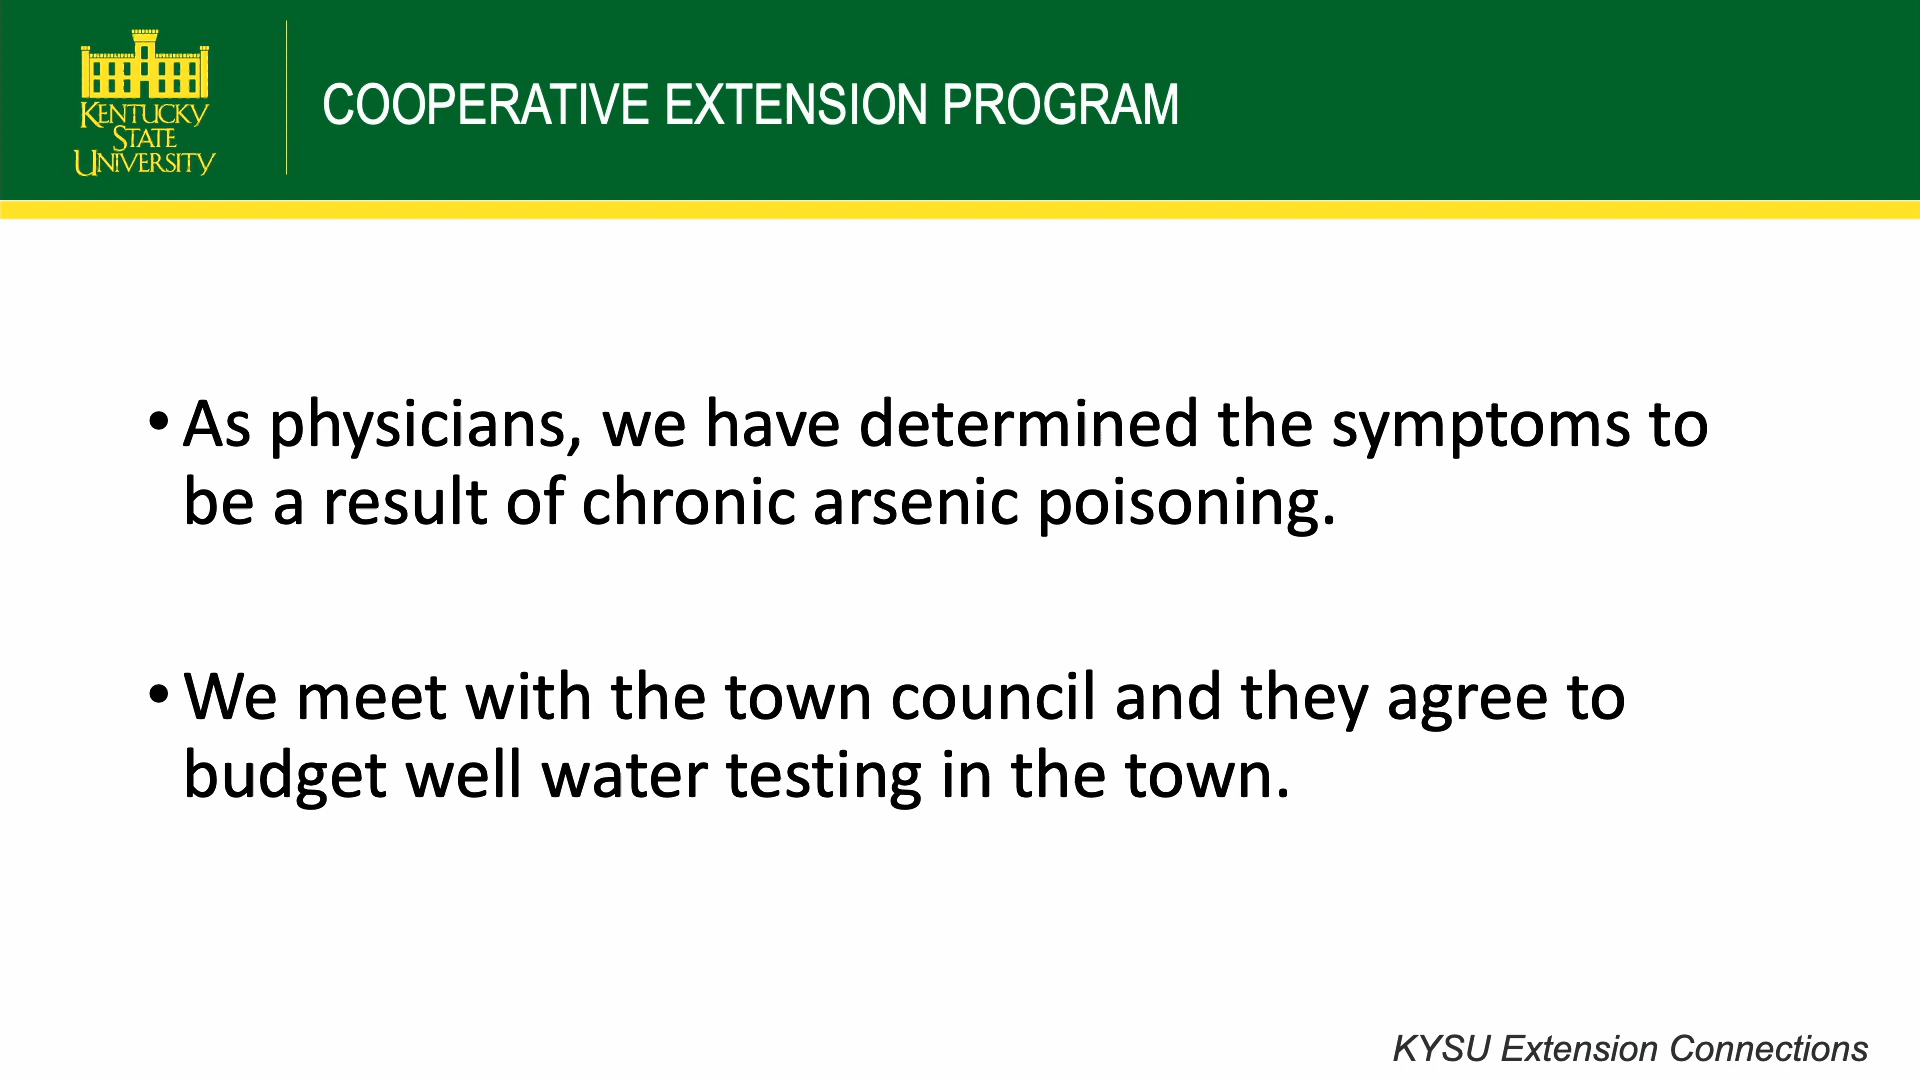 KENTUCKY
STATE
UNIVERSITY
COOPERATIVE EXTENSION PROGRAM
• As physicians, we have determined the symptoms to
be a result of chronic arsenic poisoning.
• We meet with the town council and they agree to
budget well water testing in the town.
KYSU Extension Connections